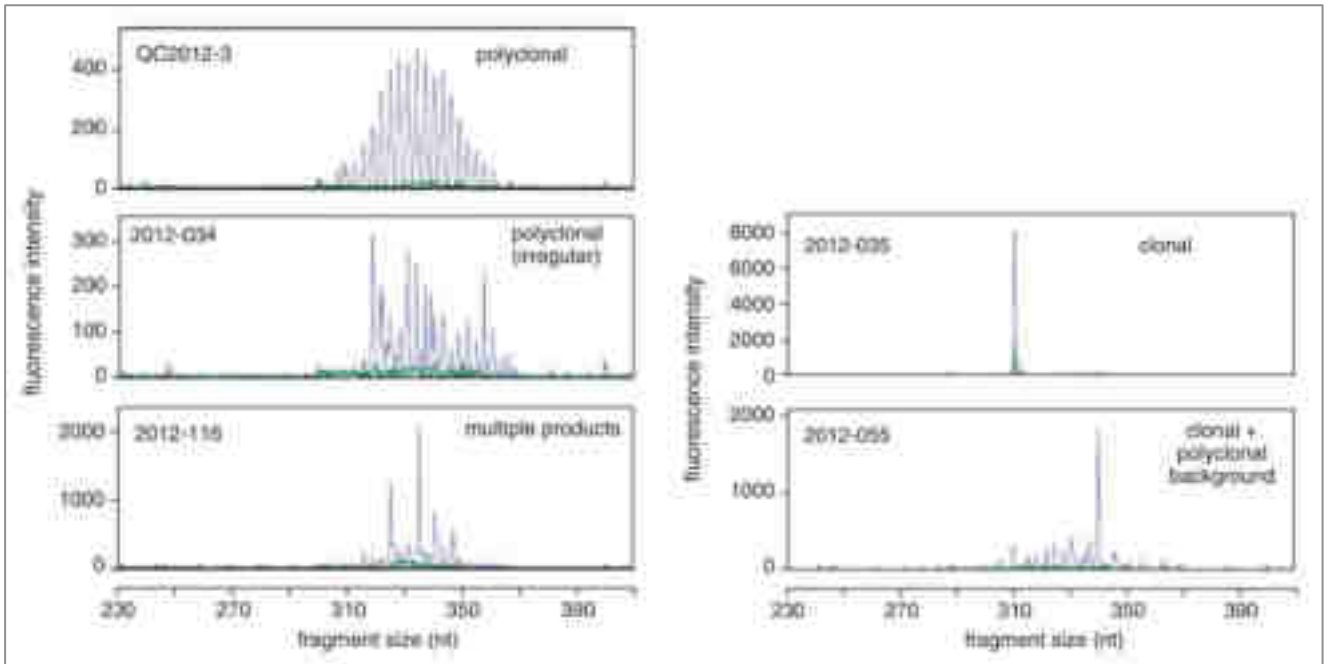 QC2012-3
polyclonal
400
200
0
2012-034
polyclonal
(irregular)
300
200
100
0
2012-116
multiple products
2000
1000
0
230 270 310 350 390
fragment size (nt)
fluorescence intensity
2012-035
clonal
8000
6000
4000
2000
0
2012-055
clonal +
polyclonal
background
2000
1000
0
230 270 310 350 390
fragment size (nt)
fluorescence intensity